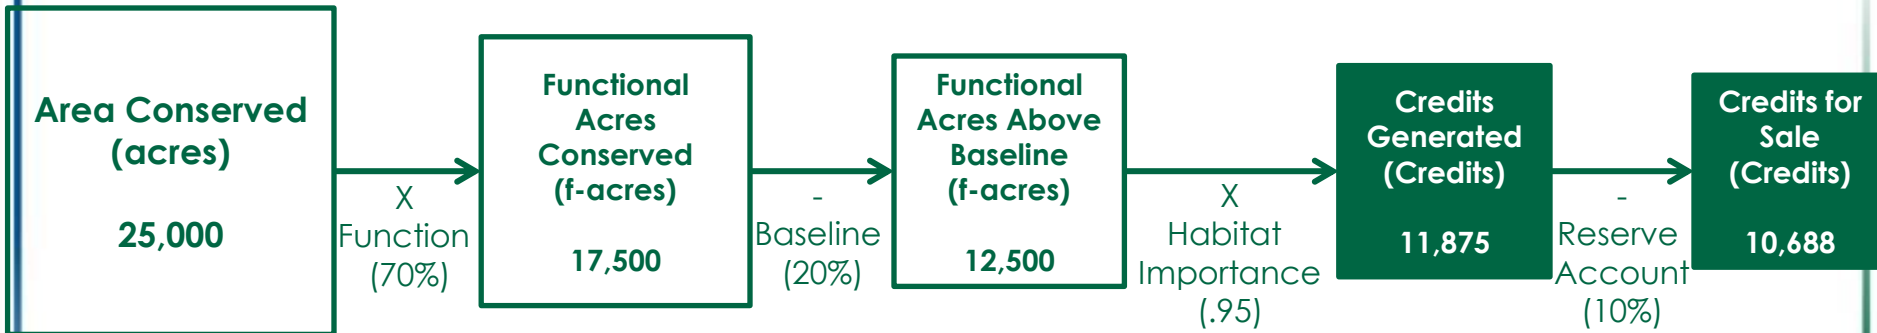 Area Conserved
(acres)
25,000
X
Function
(70%)
Functional
Acres
Conserved
(f-acres)
17,500
-
Baseline
(20%)
Functional
Acres Above
Baseline
(f-acres)
12,500
X
Habitat
Importance
(.95)
Credits
Generated
(Credits)
11,875
-
Reserve
Account
(10%)
Credits for
Sale
(Credits)
10,688